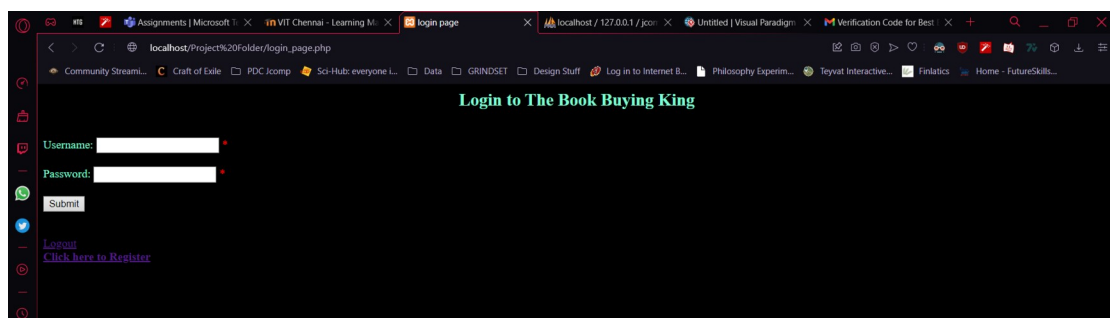 HTG
Assignments | Microsoft Te
VIT Chennai - Learning Ma
login page
localhost / 127.0.0.1 / jcom
Untitled | Visual Paradigm
Verification Code for Best
localhost/Project%20Folder/login_page.php
Community Streami...
Craft of Exile
PDC Jcomp
Sci-Hub: everyone i...
Data
GRINDSET
Design Stuff
Log in to Internet B...
Philosophy Experim...
Teyvat Interactive...
Finlatics
Home - FutureSkills...
Login to The Book Buying King
Username: *
Password: *
Submit
Logout
Click here to Register